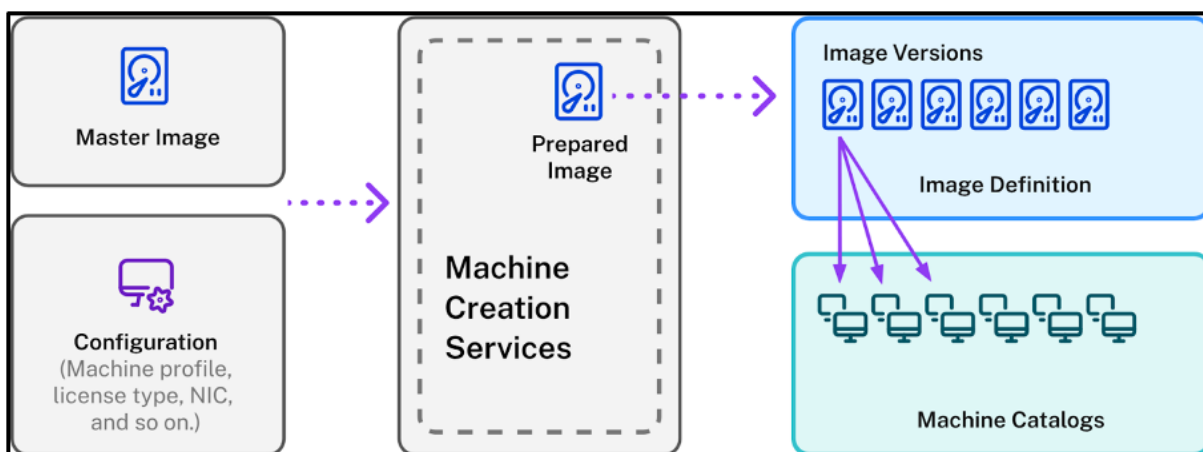 Master Image
Configuration
(Machine profile,
license type, NIC,
and so on.)
Prepared
Image
Machine
Creation
Services
Image Versions
Image Definition
Machine Catalogs